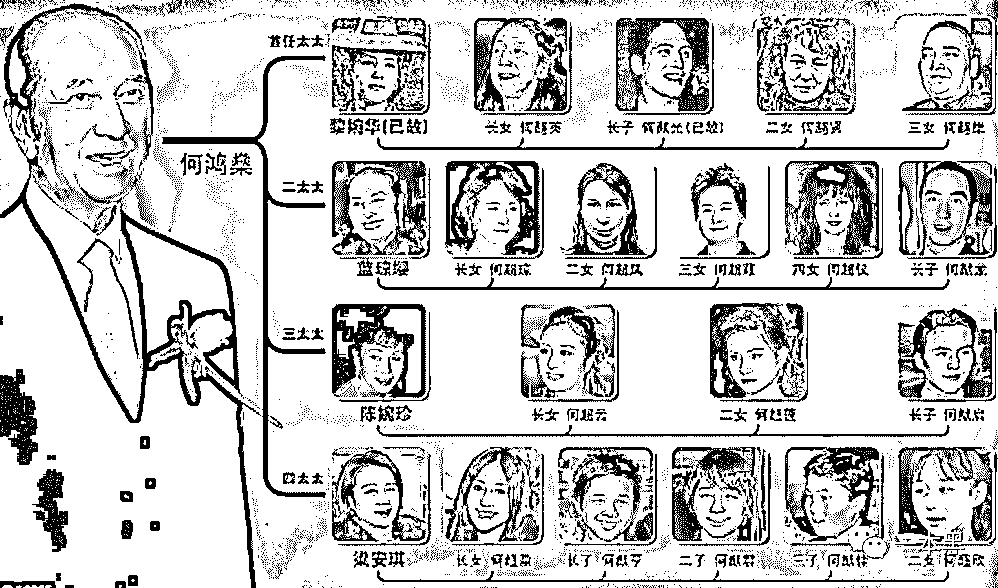 首任太太
黎婉华(已故)
长女 何超英
长子 何猷光(已故)
二女 何超贤
三女 何超雄
何鸿燊
二太太
蓝琼缨
长女 何超琼
二女 何超凤
三女 何超蕸
四女 何超仪
长子 何猷龙
三太太
陈婉珍
长女 何超云
二女 何超莲
长子 何猷启
四太太
梁安琪
长女 何超盈
长子 何猷亨
二子 何猷君
三子
二女 何超欣